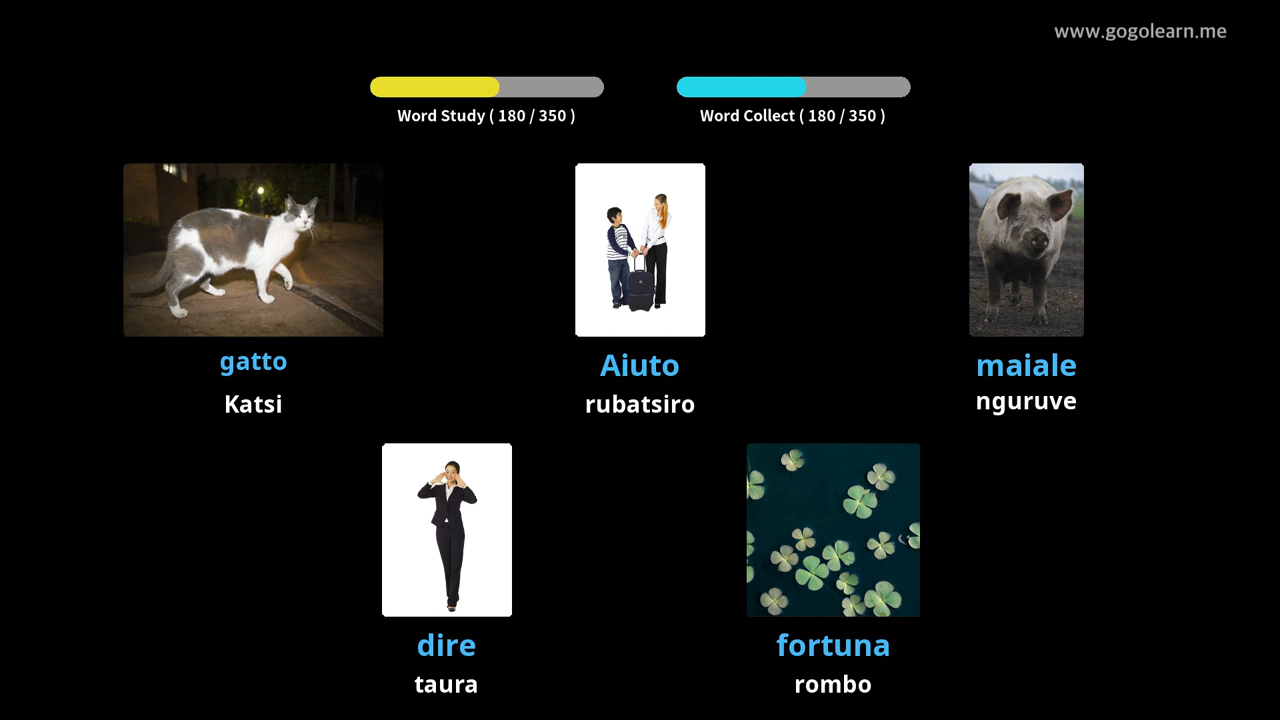 www.gogolearn.me
Word Study ( 180 / 350 )
Word Collect ( 180 / 350 )
gatto
Katsi
Aiuto
rubatsiro
maiale
nguruve
dire
taura
fortuna
rombo